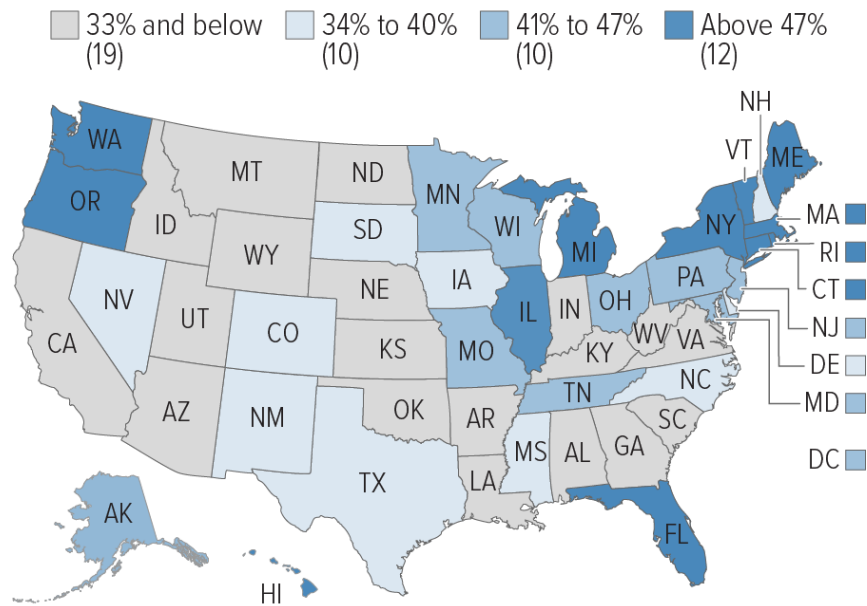 33% and below
(19)
34% to 40%
(10)
41% to 47%
(10)
Above 47%
(12)
NH
VT
ME
WA
MT
ND
MN
OR
ID
SD
WI
MI
NY
MA
RI
WY
IA
PA
CT
NV
NE
IL
IN
OH
NJ
UT
CO
CA
KS
MO
WV
VA
KY
DE
AZ
NM
OK
AR
TN
NC
MD
SC
MS
AL
GA
DC
TX
LA
AK
FL
HI